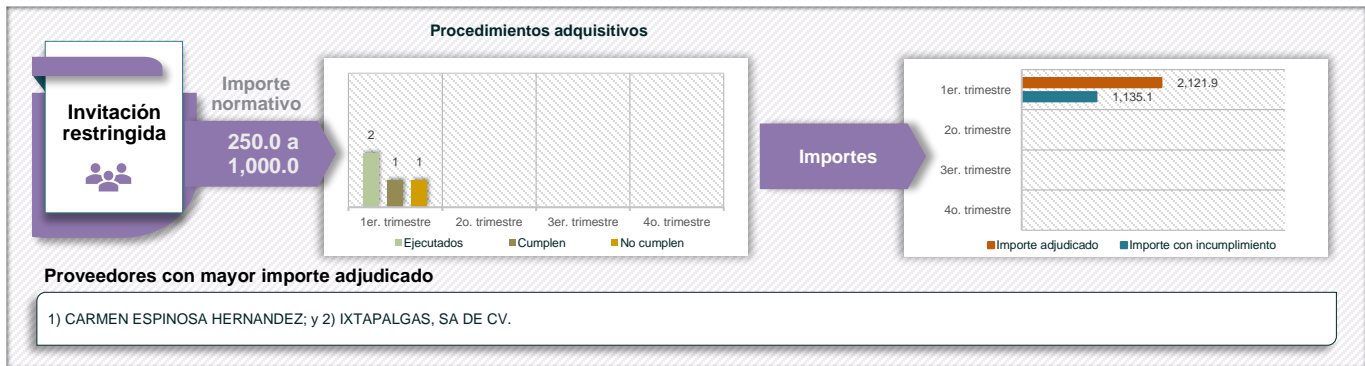 Procedimientos adquisitivos
Invitación
restringida
Importe
normativo
250.0 a
1,000.0
2
1
1
1er. trimestre
2o. trimestre
3er. trimestre
4o. trimestre
Ejecutados
Cumplen
No cumplen
Importes
1er. trimestre
2,121.9
1,135.1
2o. trimestre
3er. trimestre
4o. trimestre
Importe adjudicado
Importe con incumplimiento
Proveedores con mayor importe adjudicado
1) CARMEN ESPINOSA HERNANDEZ; y 2) IXTAPALGAS, SA DE CV.